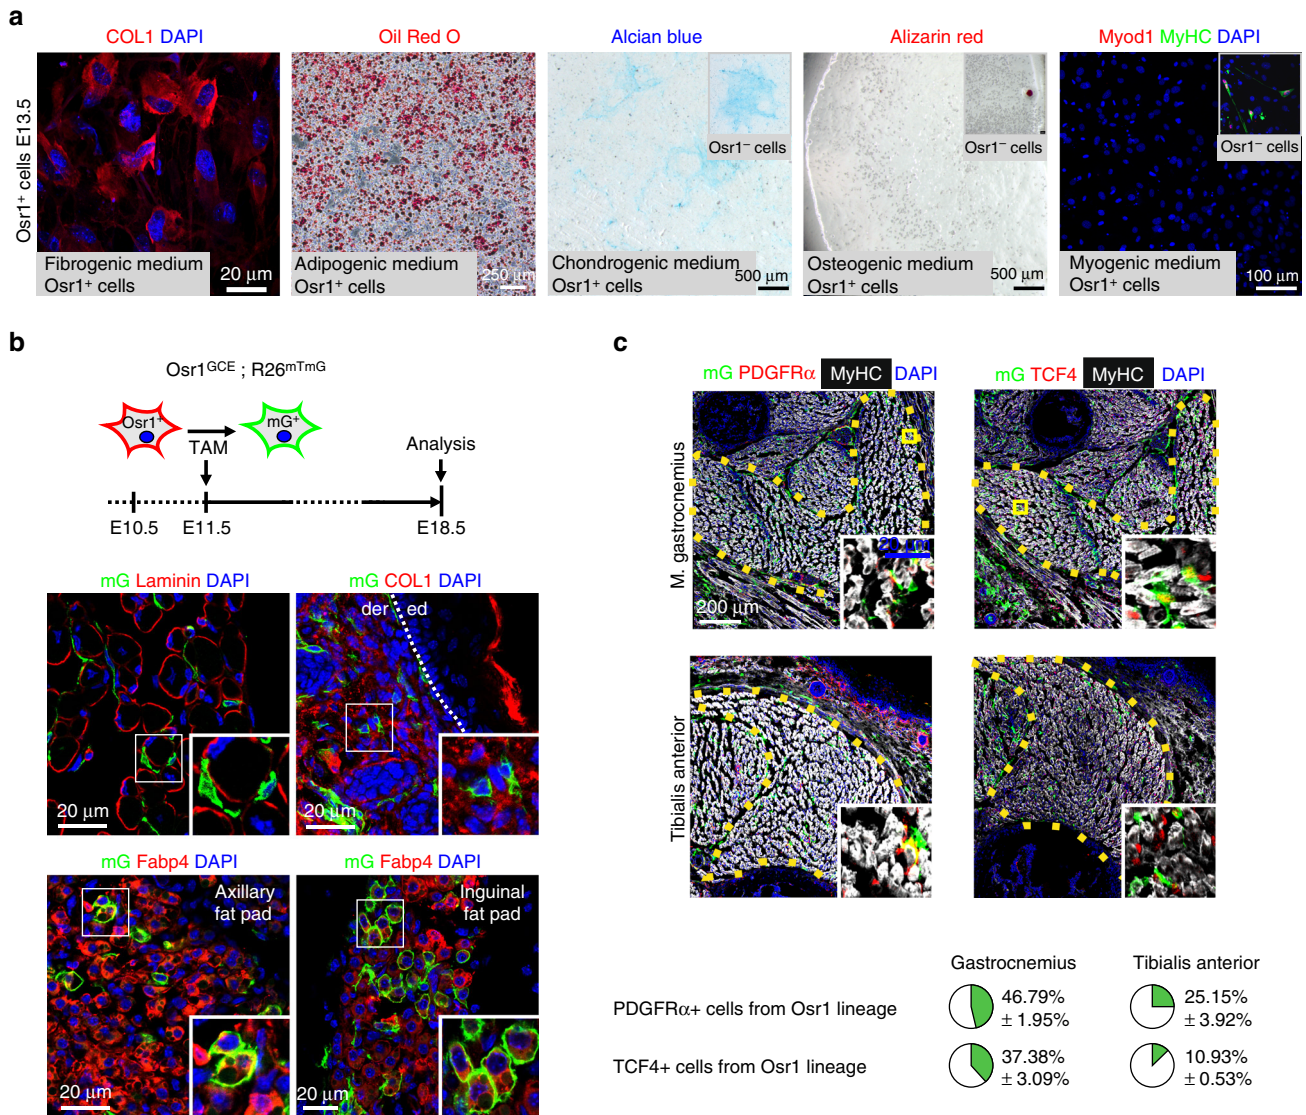 a
COL1 DAPI
Oil Red O
Alcian blue
Alizarin red
Myod1 MyHC DAPI
Osr1⁺ cells E13.5
Osr1⁻ cells
Osr1⁻ cells
Osr1⁻ cells
Fibrogenic medium
Osr1⁺ cells
20 µm
Adipogenic medium
Osr1⁺ cells
250 µm
Chondrogenic medium
Osr1⁺ cells
500 µm
Osteogenic medium
Osr1⁺ cells
500 µm
Myogenic medium
Osr1⁺ cells
100 µm
b
Osr1ᴳᶜᴱ ; R26ᵐᵀᵐᴳ
Osr1⁺
mG⁺
TAM
Analysis
E10.5
E11.5
E18.5
mG Laminin DAPI
mG COL1 DAPI
der
ed
20 µm
20 µm
mG Fabp4 DAPI
mG Fabp4 DAPI
Axillary
fat pad
Inguinal
fat pad
20 µm
20 µm
c
mG PDGFRα MyHC DAPI
mG TCF4 MyHC DAPI
M. gastrocnemius
20 µm
200 µm
Tibialis anterior
Gastrocnemius
Tibialis anterior
PDGFRα+ cells from Osr1 lineage
46.79%
± 1.95%
25.15%
± 3.92%
TCF4+ cells from Osr1 lineage
37.38%
± 3.09%
10.93%
± 0.53%